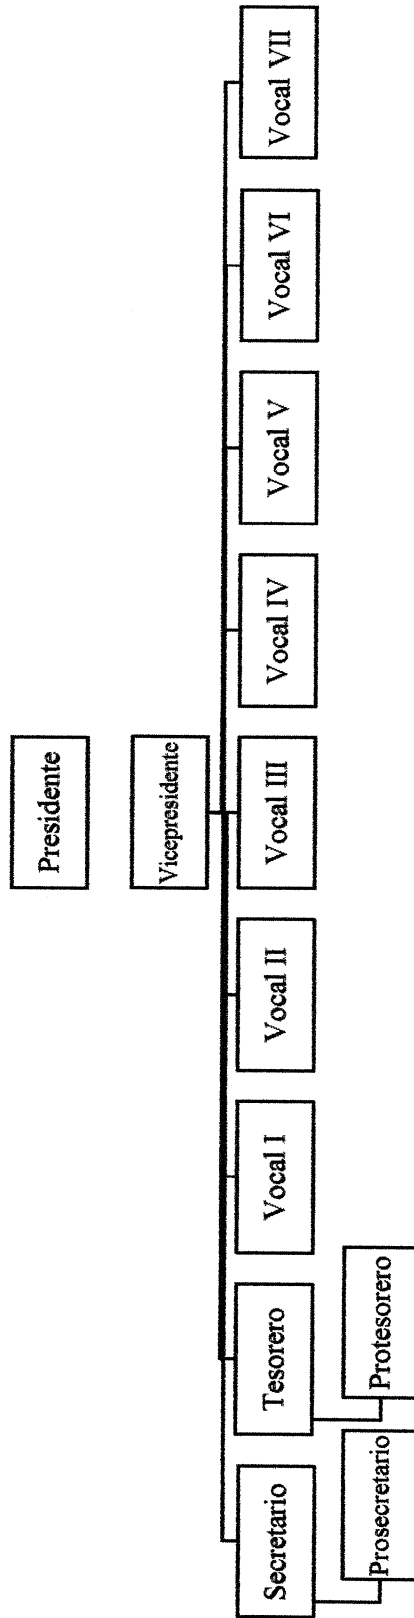 Presidente
Vicepresidente
Secretario
Tesorero
Vocal I
Vocal II
Vocal III
Vocal IV
Vocal V
Vocal VI
Vocal VII
Prosecretario
Protesorero